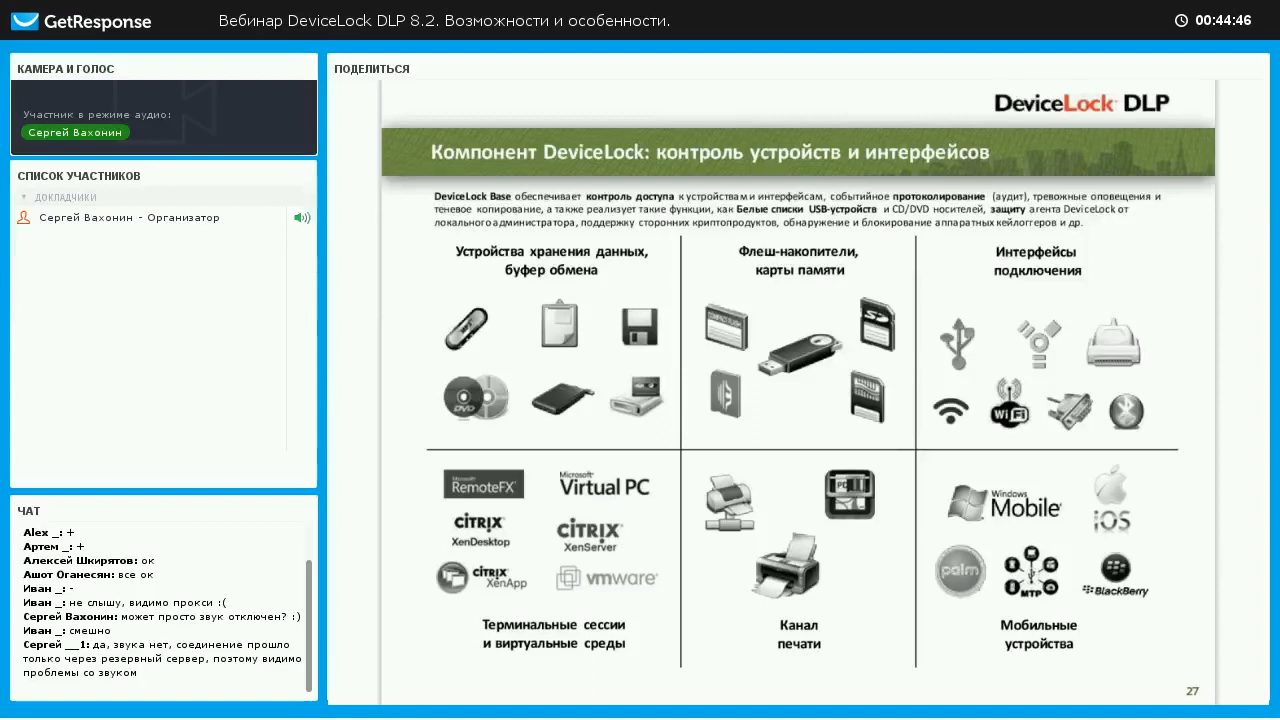 GetResponse
Вебинар DeviceLock DLP 8.2. Возможности и особенности.
00:44:46
КАМЕРА И ГОЛОС
Участник в режиме аудио:
Сергей Вахонин
СПИСОК УЧАСТНИКОВ
ДОКЛАДЧИКИ
Сергей Вахонин - Организатор
ЧАТ
Alex _: +
Артем _: +
Алексей Шкирятов: ок
Ашот Оганесян: все ок
Иван _: -
Иван _: не слышу, видимо прокси :(
Сергей Вахонин: может просто звук отключен? :)
Иван _: смешно
Сергей __1: да, звука нет, соединение прошло
только через резервный сервер, поэтому видимо
проблемы со звуком
ПОДЕЛИТЬСЯ
DeviceLock DLP
Компонент DeviceLock: контроль устройств и интерфейсов
DeviceLock Base обеспечивает контроль доступа к устройствам и интерфейсам, событийное протоколирование (аудит), тревожные оповещения и
теневое копирование, а также реализует такие функции, как Белые списки USB-устройств и CD/DVD носителей, защиту агента DeviceLock от
локального администратора, поддержку сторонних криптопродуктов, обнаружение и блокирование аппаратных кейлоггеров и др.
Устройства хранения данных,
буфер обмена
Флеш-накопители,
карты памяти
Интерфейсы
подключения
COMPACT FLASH
SD
DVD
WiFi
Microsoft
RemoteFX
Microsoft
Virtual PC
CITRIX
XenDesktop
CITRIX
XenServer
CITRIX
XenApp
vmware
PC
Windows
Mobile
iOS
palm
MTP
BlackBerry
Терминальные сессии
и виртуальные среды
Канал
печати
Мобильные
устройства
27